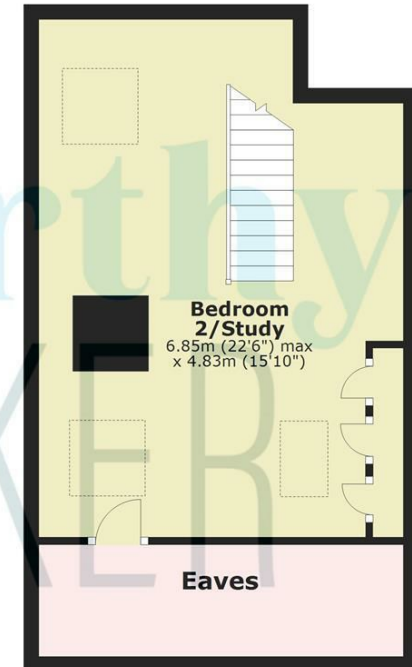 Bedroom
2/Study
6.85m (22'6") max
x 4.83m (15'10")
Eaves